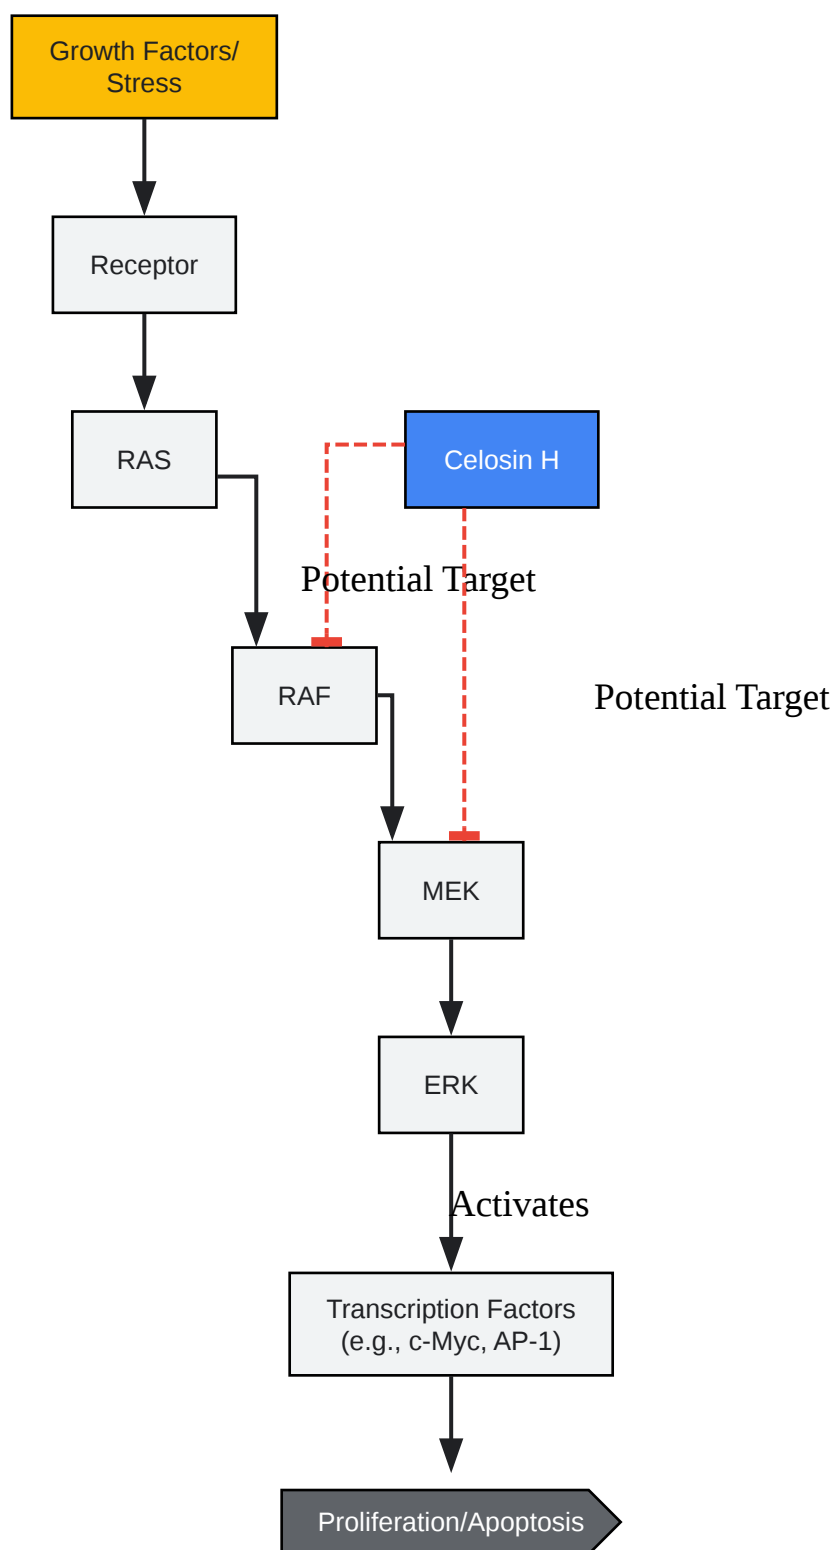 Growth Factors/
Stress
Receptor
RAS
Celosin H
Potential Target
RAF
Potential Target
MEK
ERK
Activates
Transcription Factors
(e.g., c-Myc, AP-1)
Proliferation/Apoptosis